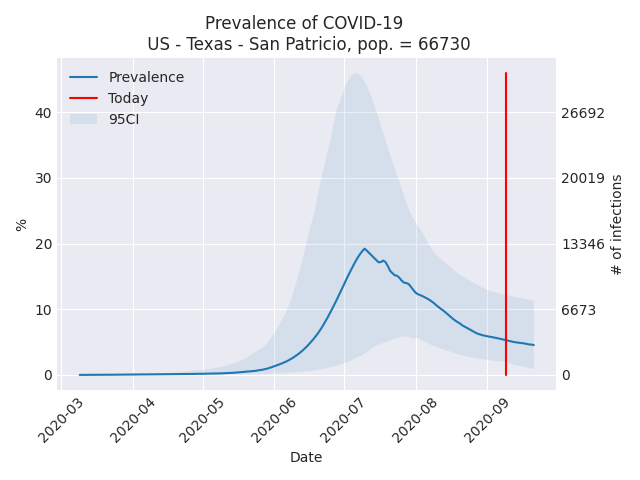 Prevalence of COVID-19
US - Texas - San Patricio, pop. = 66730
Prevalence
Today
95CI
40
30
20
10
0
%
26692
20019
13346
6673
0
# of infections
2020-03
2020-04
2020-05
2020-06
2020-07
2020-08
2020-09
Date